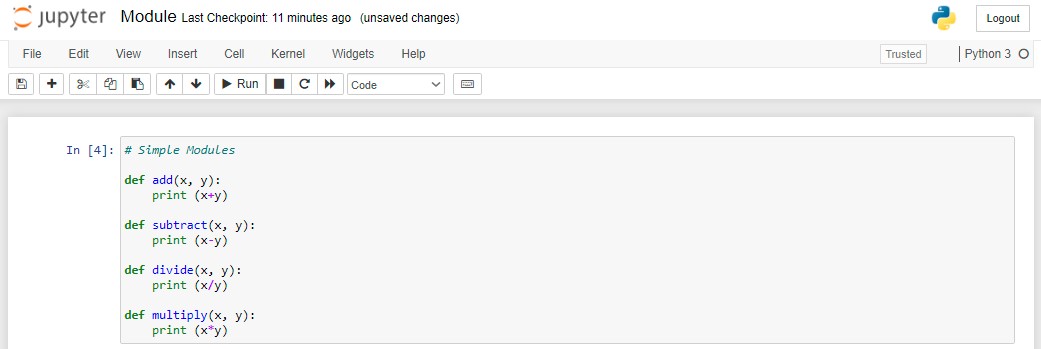 jupyter Module Last Checkpoint: 11 minutes ago (unsaved changes) Logout
File Edit View Insert Cell Kernel Widgets Help Trusted Python 3
Run Code
In [4]: # Simple Modules
def add(x, y):
    print (x+y)
def subtract(x, y):
    print (x-y)
def divide(x, y):
    print (x/y)
def multiply(x, y):
    print (x*y)